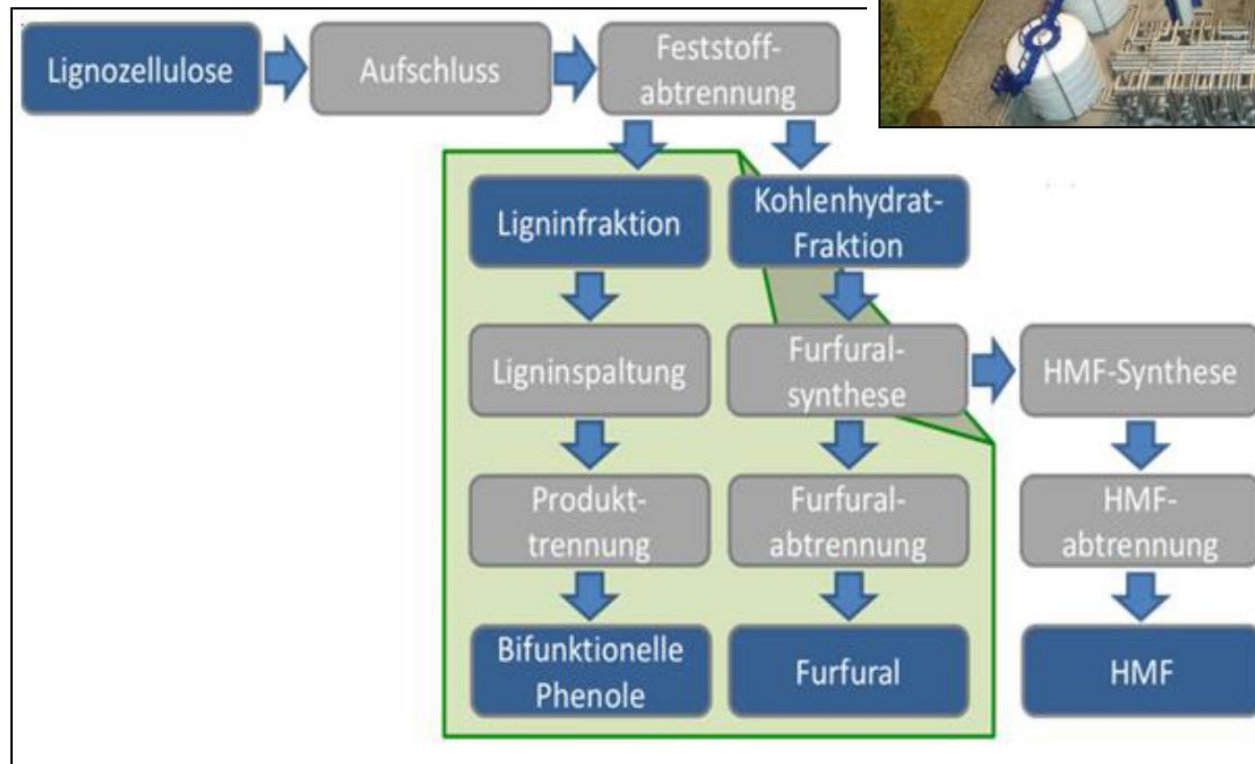 Lignozellulose
Aufschluss
Feststoff-
abtrennung
Ligninfraktion
Kohlenhydrat-
Fraktion
Ligninspaltung
Furfural-
synthese
HMF-Synthese
Produkt-
trennung
Furfural-
abtrennung
HMF-
abtrennung
Bifunktionelle
Phenole
Furfural
HMF